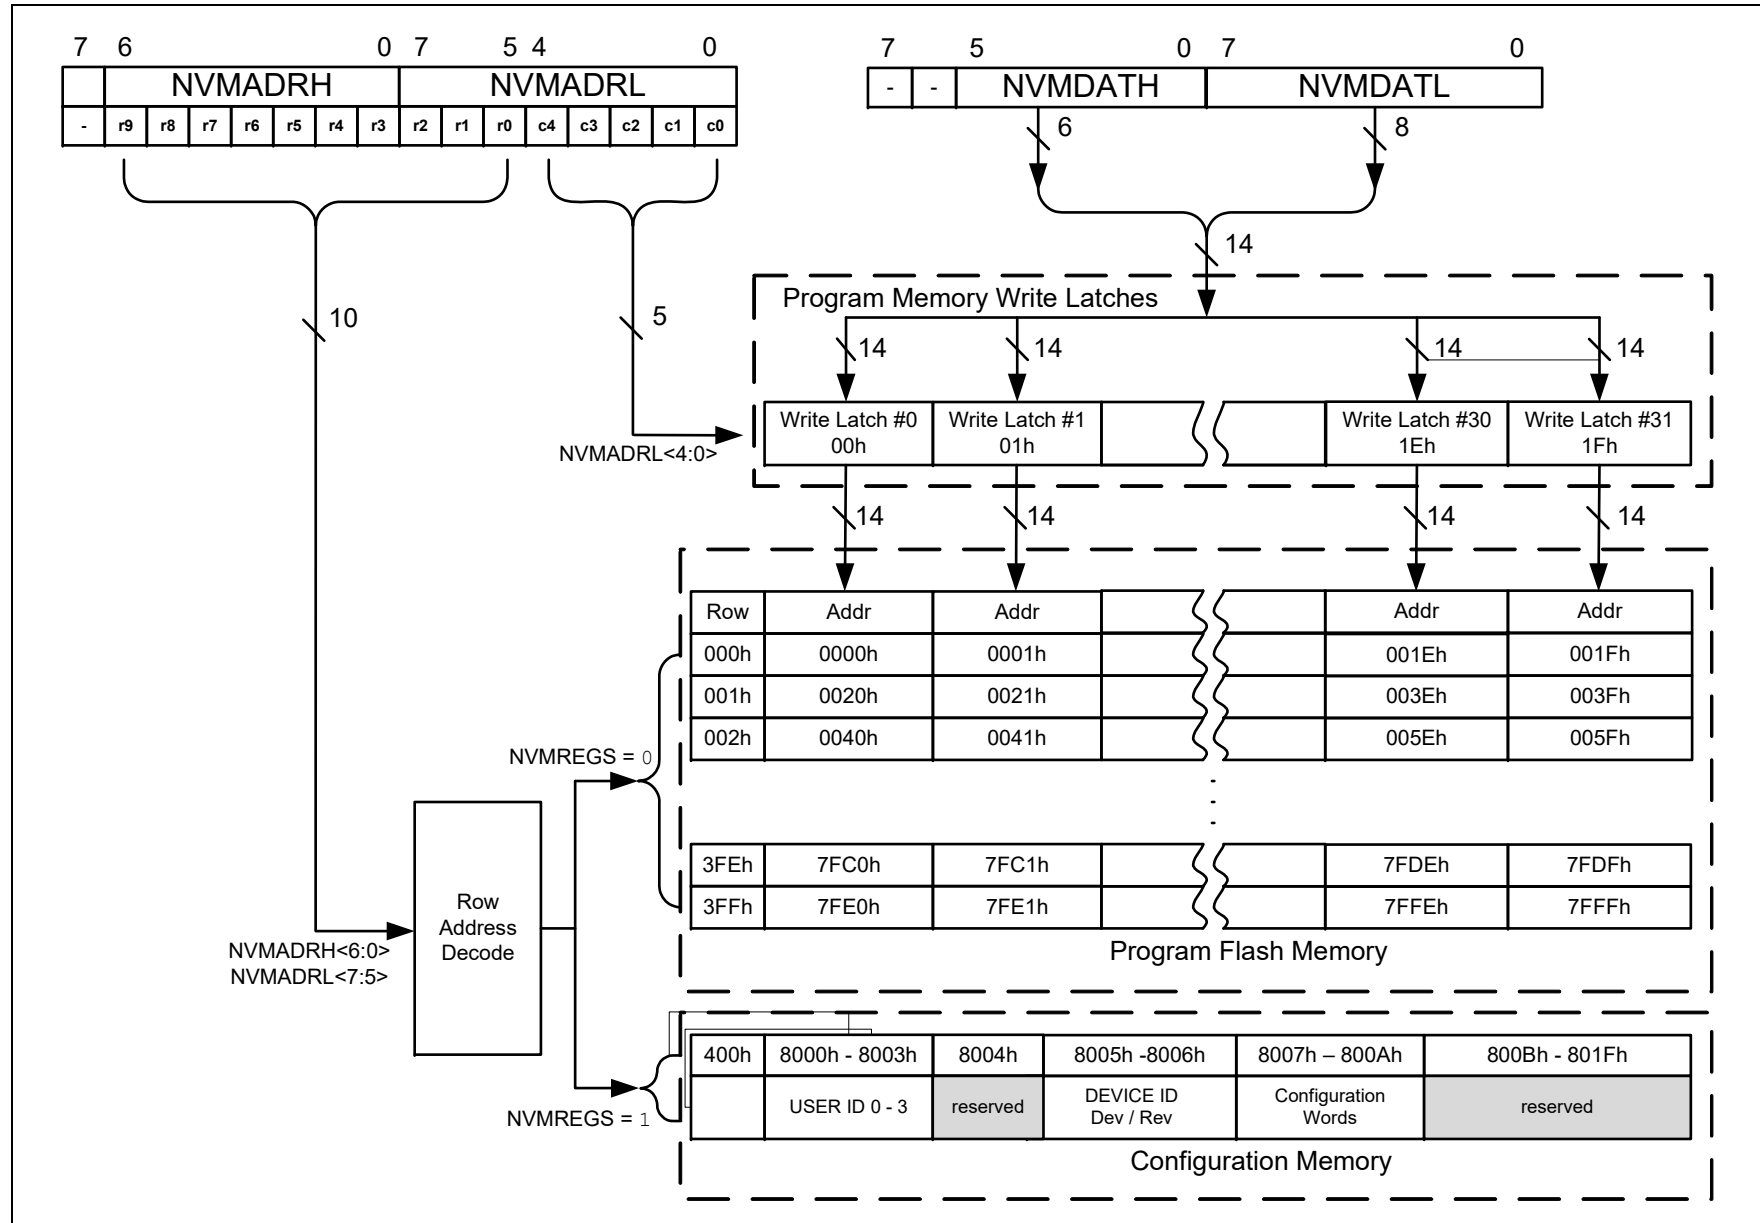 7 6 0 7 5 4 0
NVMADRH NVMADRL
- r9 r8 r7 r6 r5 r4 r3 r2 r1 r0 c4 c3 c2 c1 c0
7 5 0 7 0
- - NVMDATH NVMDATL
6 8
14
10
5
Program Memory Write Latches
14 14 14 14
Write Latch #0 Write Latch #1 Write Latch #30 Write Latch #31
00h 01h 1Eh 1Fh
NVMADRL<4:0>
14 14 14 14
Row Addr Addr Addr Addr
000h 0000h 0001h 001Eh 001Fh
001h 0020h 0021h 003Eh 003Fh
002h 0040h 0041h 005Eh 005Fh
NVMREGS = 0
3FEh 7FC0h 7FC1h 7FDEh 7FDFh
3FFh 7FE0h 7FE1h 7FFEh 7FFFh
Program Flash Memory
Row
Address
Decode
NVMADRH<6:0>
NVMADRL<7:5>
400h 8000h - 8003h 8004h 8005h -8006h 8007h – 800Ah 800Bh - 801Fh
USER ID 0 - 3 reserved DEVICE ID Configuration reserved
Dev / Rev Words
NVMREGS = 1
Configuration Memory